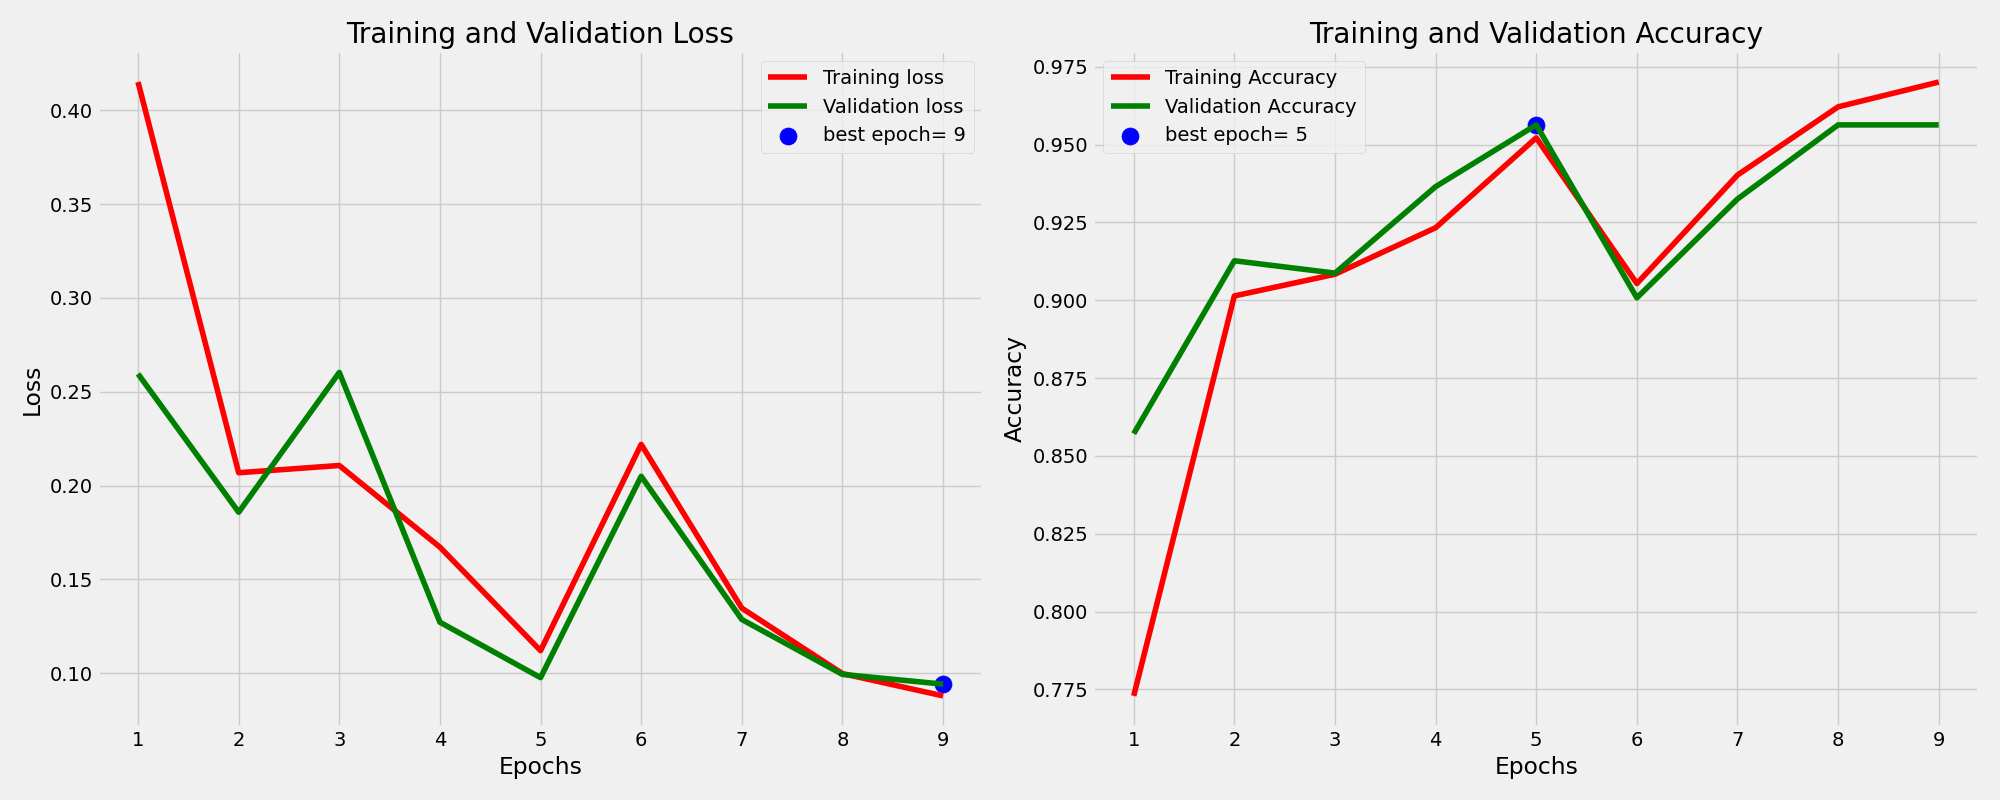 Training and Validation Loss
Training loss
Validation loss
best epoch= 9
0.40
0.35
0.30
0.25
0.20
0.15
0.10
Loss
1 2 3 4 5 6 7 8 9
Epochs
Training and Validation Accuracy
Training Accuracy
Validation Accuracy
best epoch= 5
0.975
0.950
0.925
0.900
0.875
0.850
0.825
0.800
0.775
Accuracy
1 2 3 4 5 6 7 8 9
Epochs